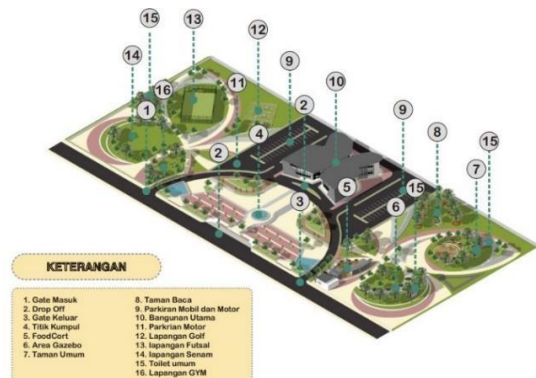 15
13
12
9
10
14
16
11
2
1
4
9
8
15
2
5
15
7
3
6
KETERANGAN
1. Gate Masuk
2. Drop Off
3. Gate Keluar
4. Titik Kumpul
5. FoodCort
6. Area Gazebo
7. Taman Umum
8. Taman Baca
9. Parkiran Mobil dan Motor
10. Bangunan Utama
11. Parkrian Motor
12. Lapangan Golf
13. lapangan Futsal
14. lapangan Senam
15. Toilet umum
16. Lapangan GYM